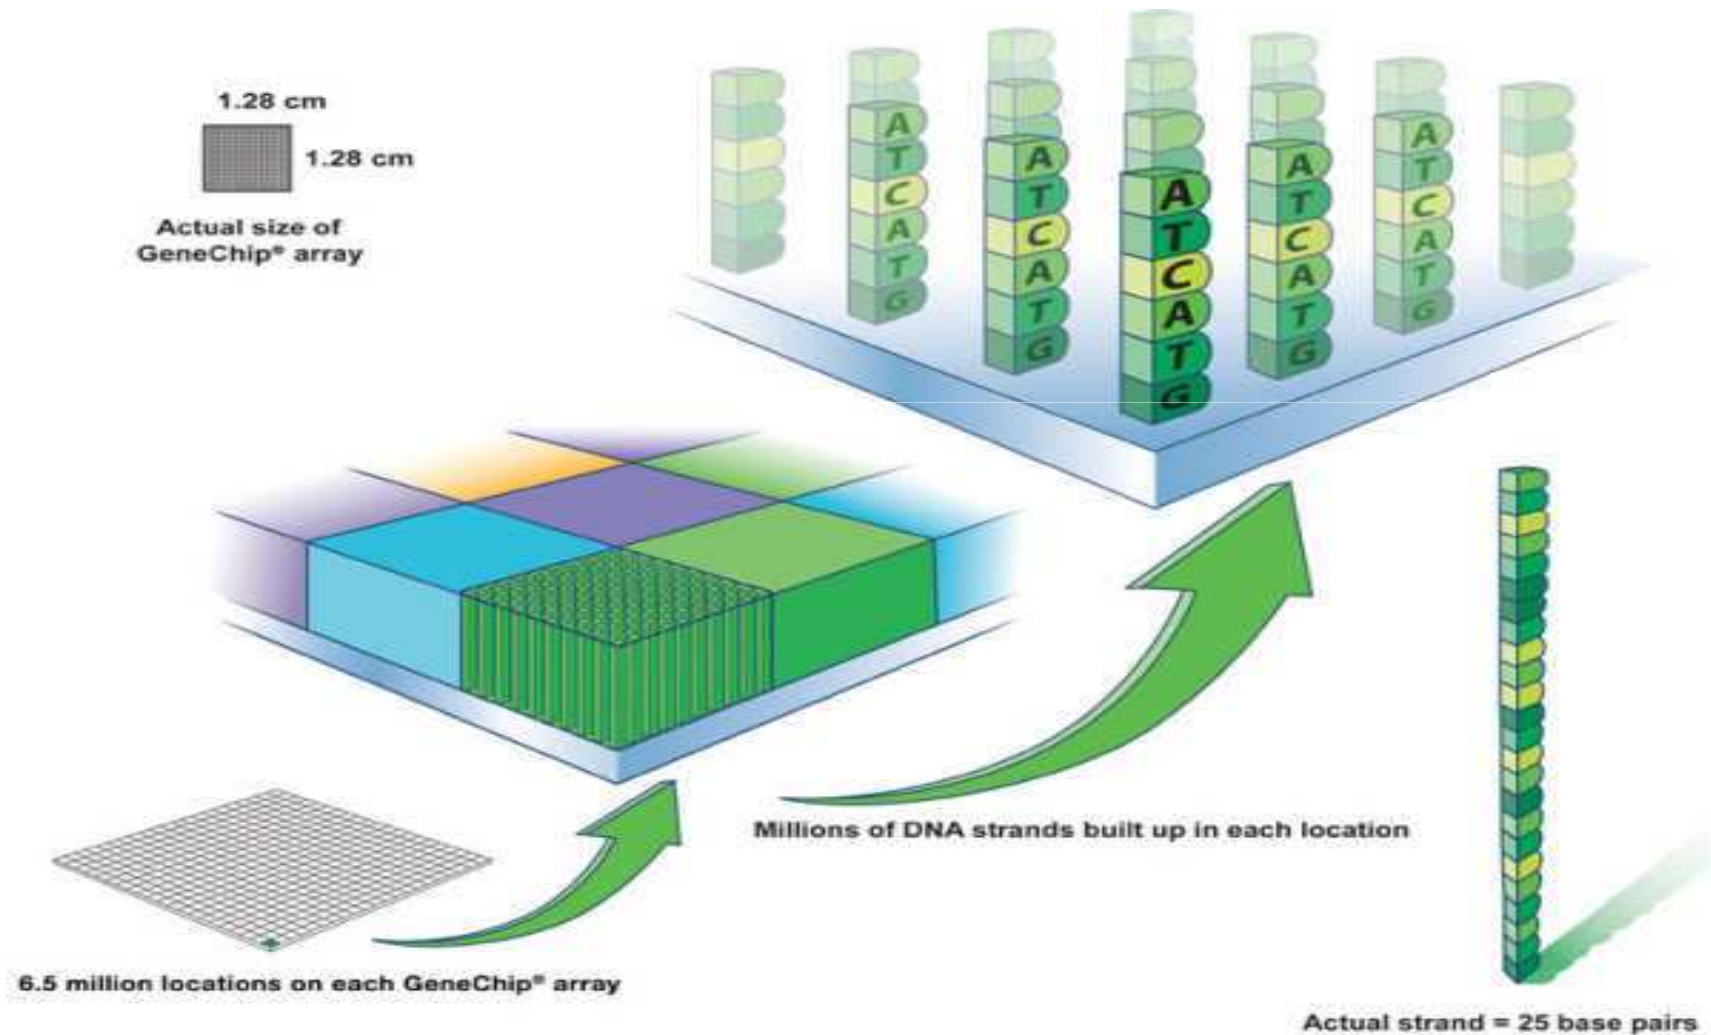 1.28 cm
1.28 cm
Actual size of
GeneChip® array
A
T
C
A
T
G
A
T
C
A
T
G
A
T
C
A
T
G
A
T
C
A
T
G
A
T
C
A
T
G
Millions of DNA strands built up in each location
6.5 million locations on each GeneChip® array
Actual strand = 25 base pairs